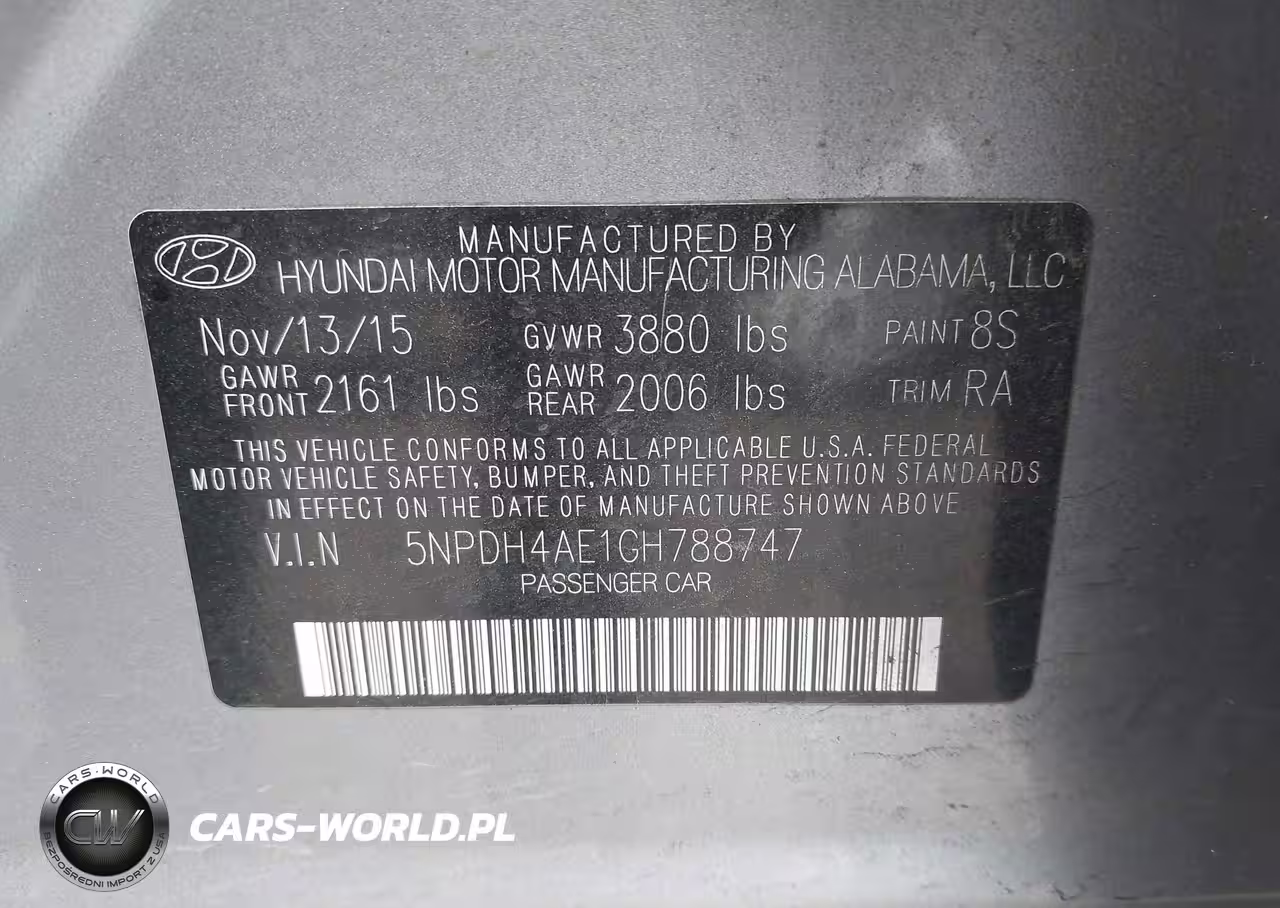 MANUFACTURED BY
HYUNDAI MOTOR MANUFACTURING ALABAMA, LLC
Nov/13/15 GVWR 3880 lbs PAINT 8S
GAWR FRONT 2161 lbs GAWR REAR 2006 lbs TRIM RA
THIS VEHICLE CONFORMS TO ALL APPLICABLE U.S.A. FEDERAL
MOTOR VEHICLE SAFETY, BUMPER, AND THEFT PREVENTION STANDARDS
IN EFFECT ON THE DATE OF MANUFACTURE SHOWN ABOVE
V.I.N 5NPDH4AE1GH788747
PASSENGER CAR
CARS-WORLD
CW
BEZPOŚREDNI IMPORT Z USA
CARS-WORLD.PL